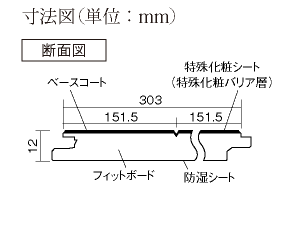 寸法図(単位：mm)
断面図
特殊化粧シート
(特殊化粧バリア層)
ベースコート
303
151.5
151.5
12
フィットボード
防湿シート